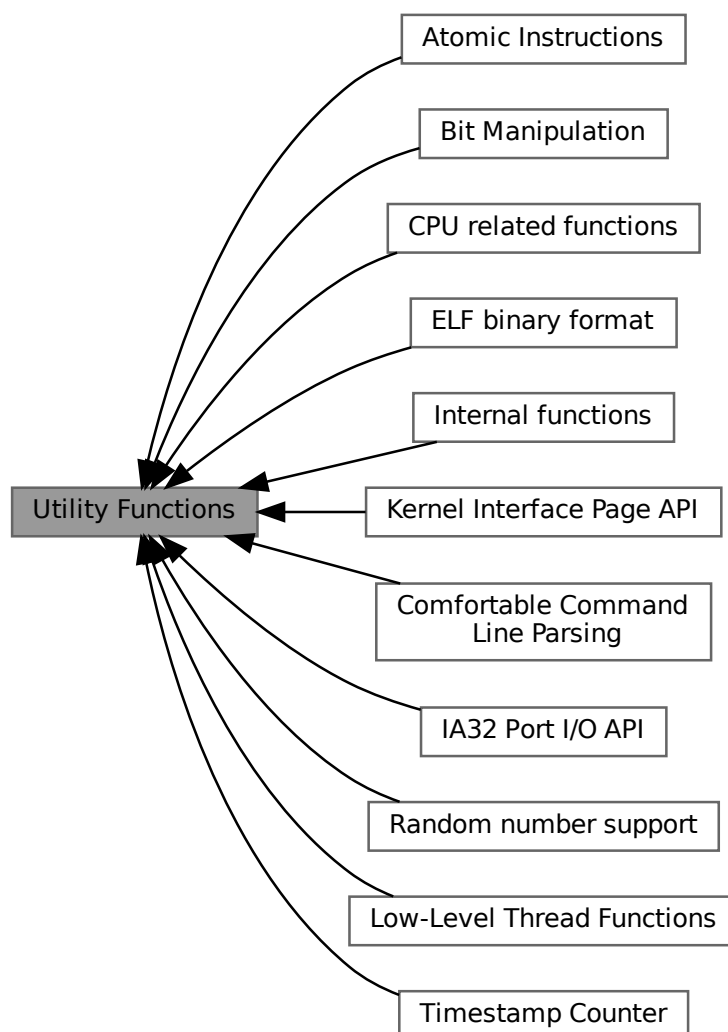 Atomic Instructions
Bit Manipulation
CPU related functions
ELF binary format
Internal functions
Utility Functions
Kernel Interface Page API
Comfortable Command
Line Parsing
IA32 Port I/O API
Random number support
Low-Level Thread Functions
Timestamp Counter